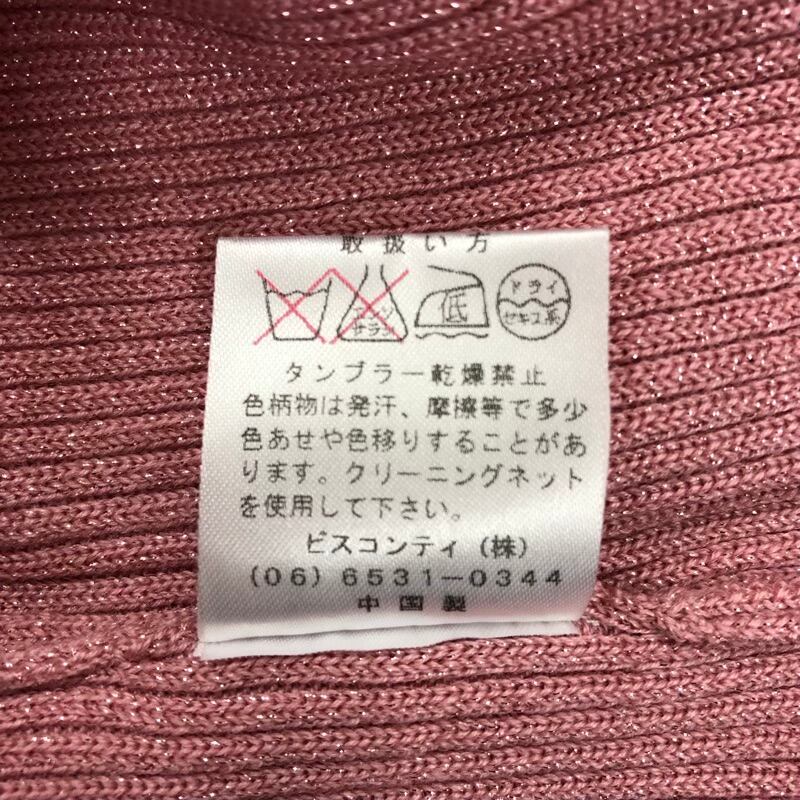 取扱い方
エンソ
サラシ
低
ドライ
セキユ系
タンブラー乾燥禁止
色柄物は発汗、摩擦等で多少
色あせや色移りすることがあ
ります。クリーニングネット
を使用して下さい。
ビスコンティ(株)
(06)6531-0344
中国製